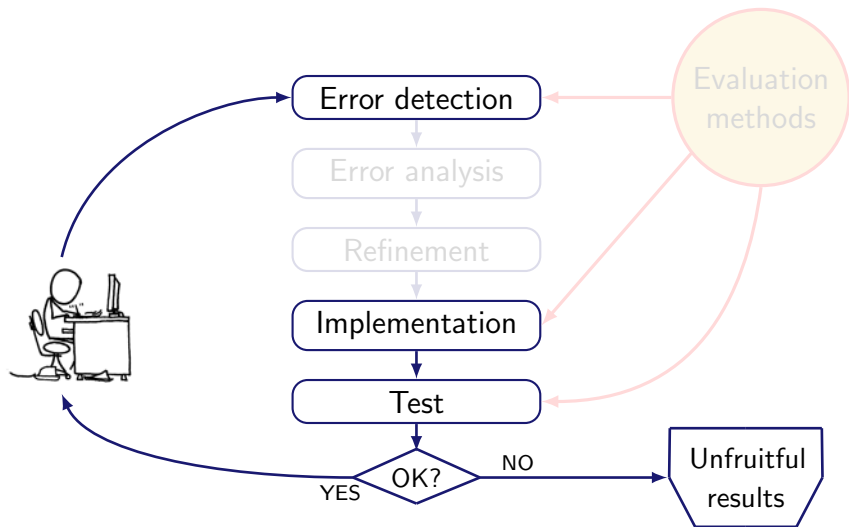 Error detection
Evaluation
methods
Error analysis
Refinement
Implementation
Test
OK?
YES
NO
Unfruitful
results